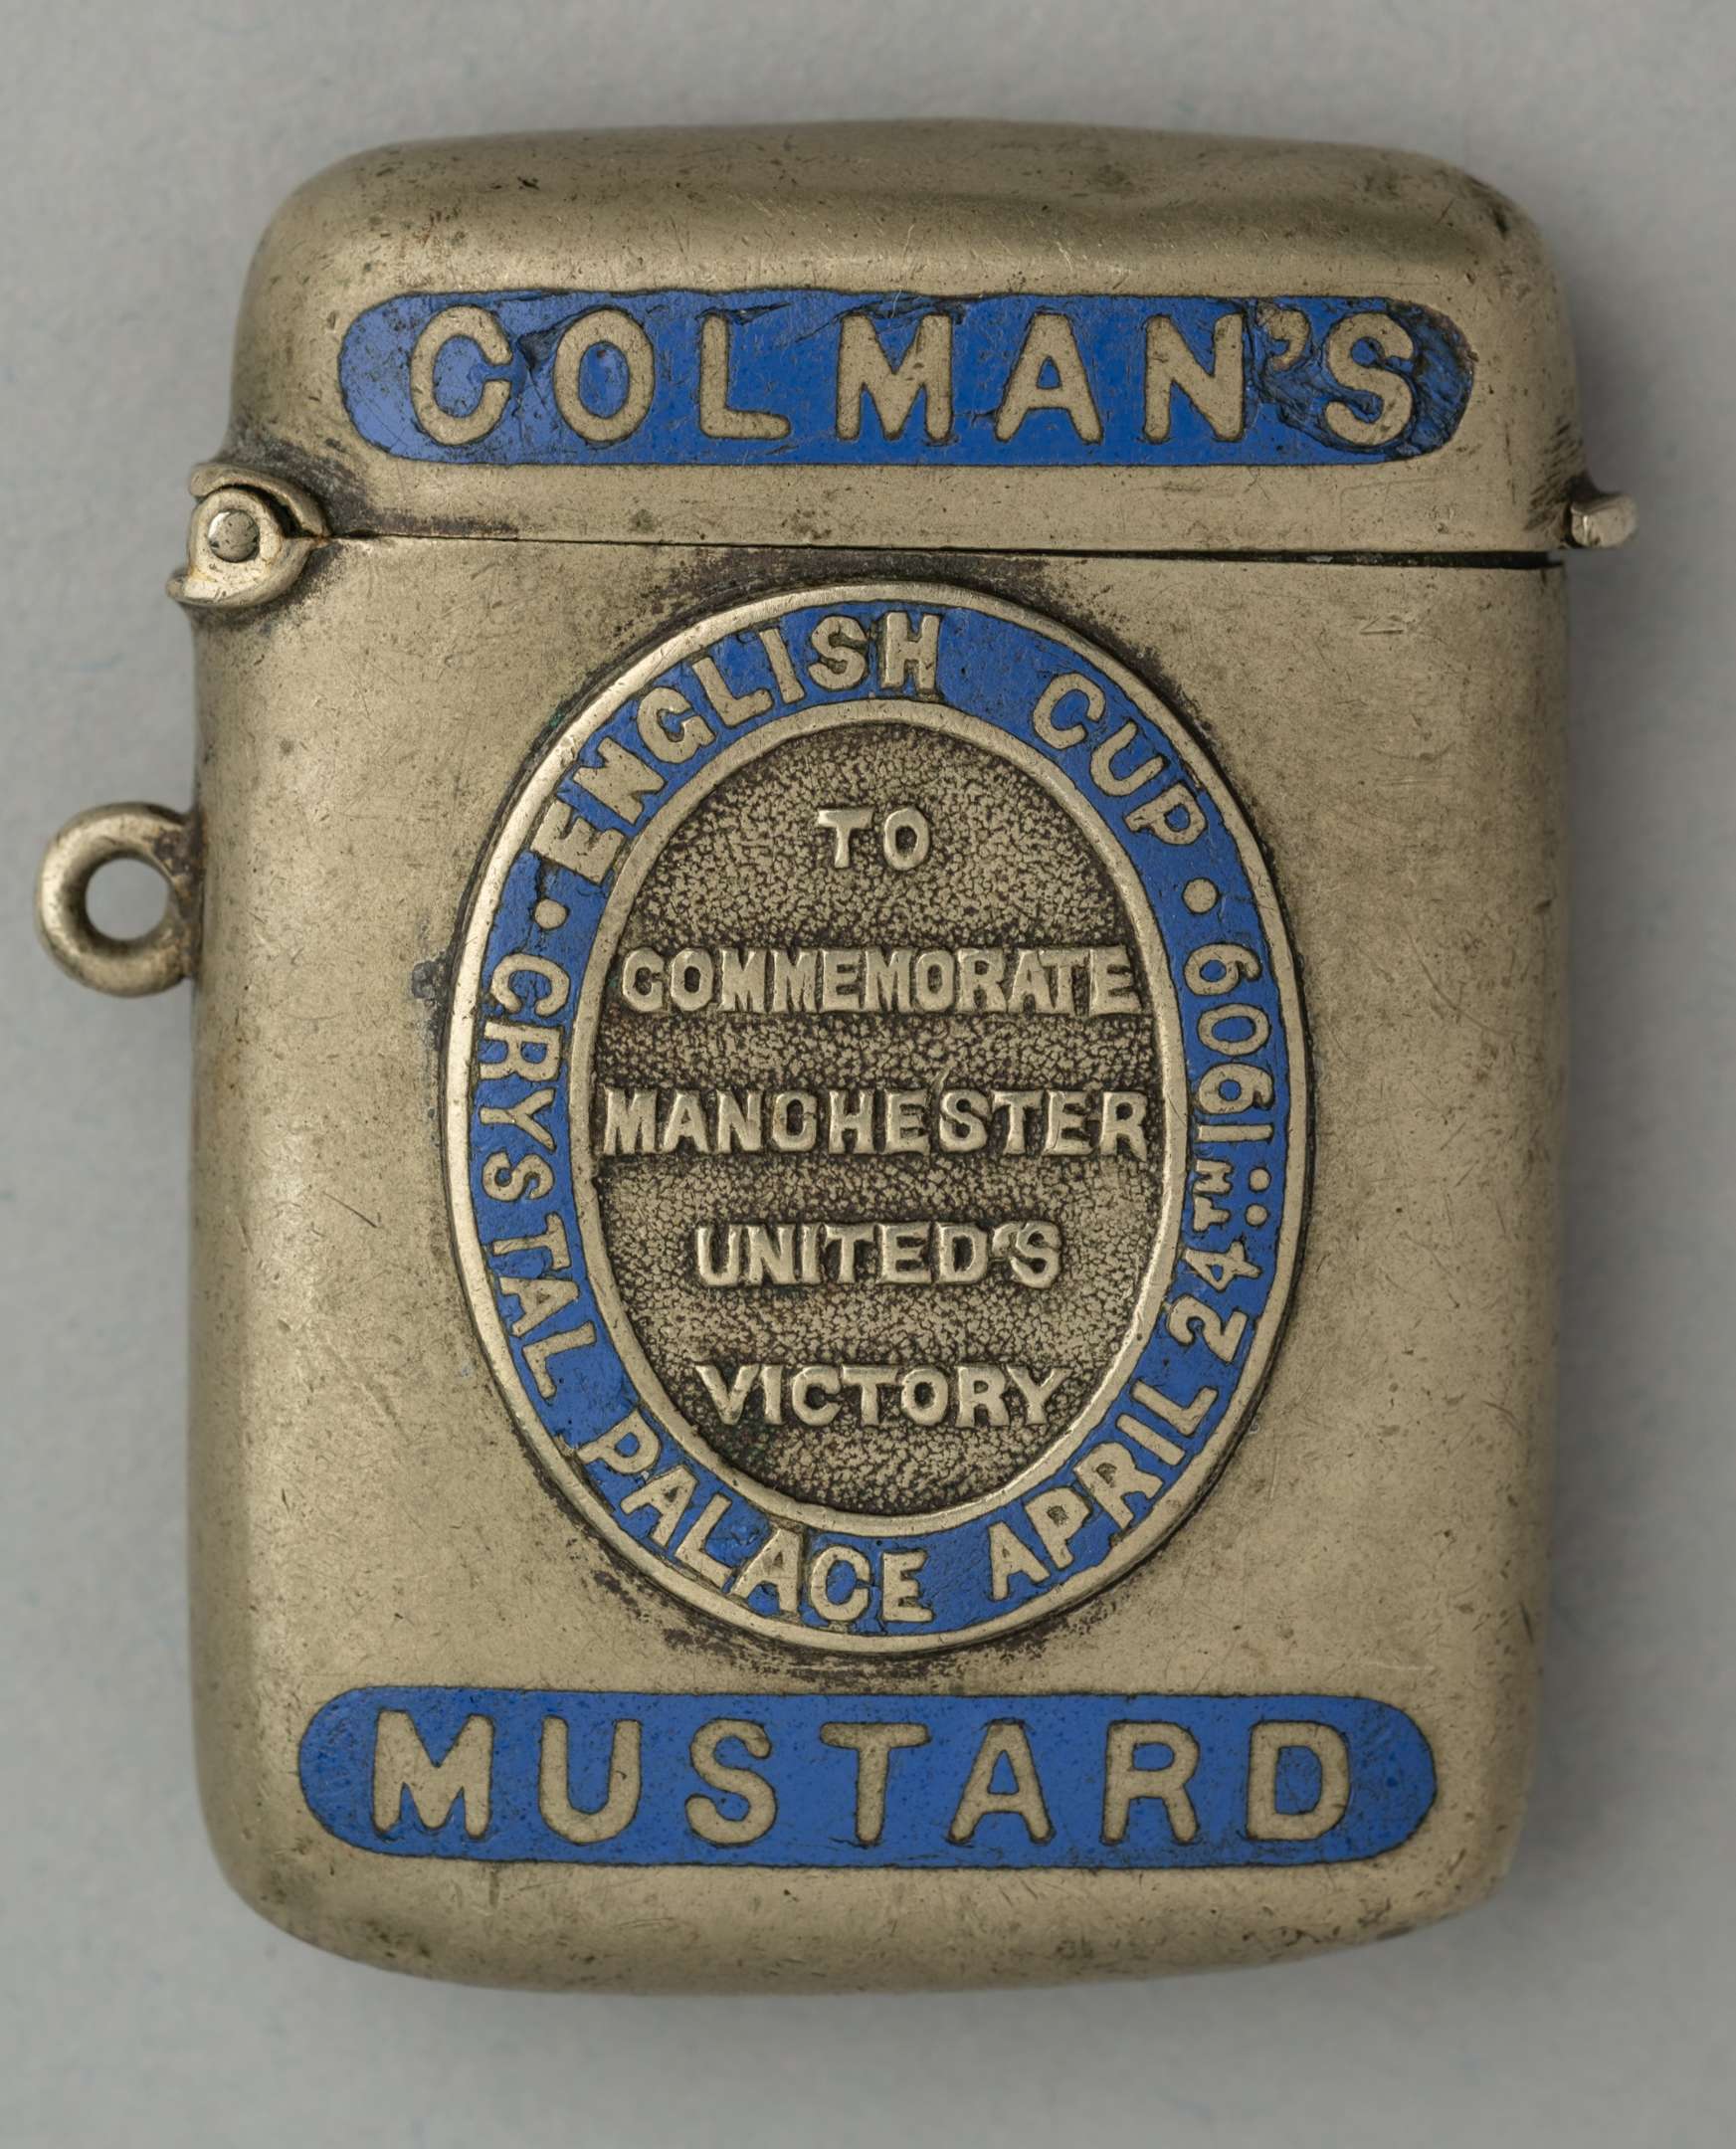 COLMAN'S
• ENGLISH CUP •
TO
COMMEMORATE
MANCHESTER
UNITED'S
VICTORY
CRYSTAL PALACE APRIL 24TH 1909
MUSTARD